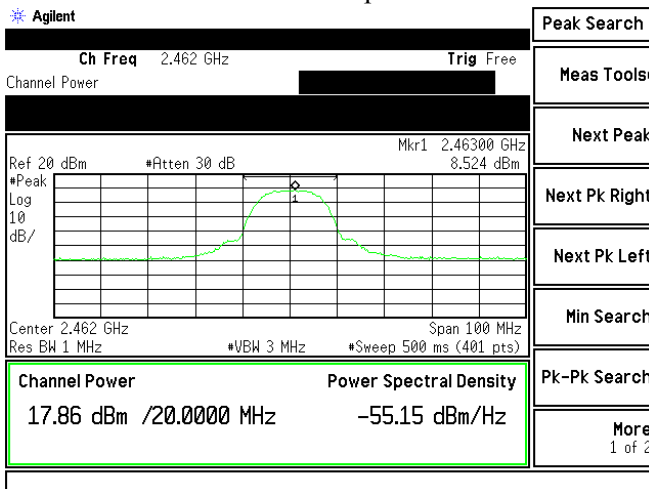 Agilent
Peak Search
Ch Freq 2.462 GHz Trig Free
Channel Power
Meas Tools
Next Peak
Mkr1 2.46300 GHz
Ref 20 dBm #Atten 30 dB 8.524 dBm
#Peak
Log
10
dB/
1
Next Pk Right
Next Pk Left
Min Search
Center 2.462 GHz Span 100 MHz
Res BW 1 MHz #VBW 3 MHz #Sweep 500 ms (401 pts)
Channel Power Power Spectral Density
17.86 dBm /20.0000 MHz -55.15 dBm/Hz
Pk-Pk Search
More
1 of 2